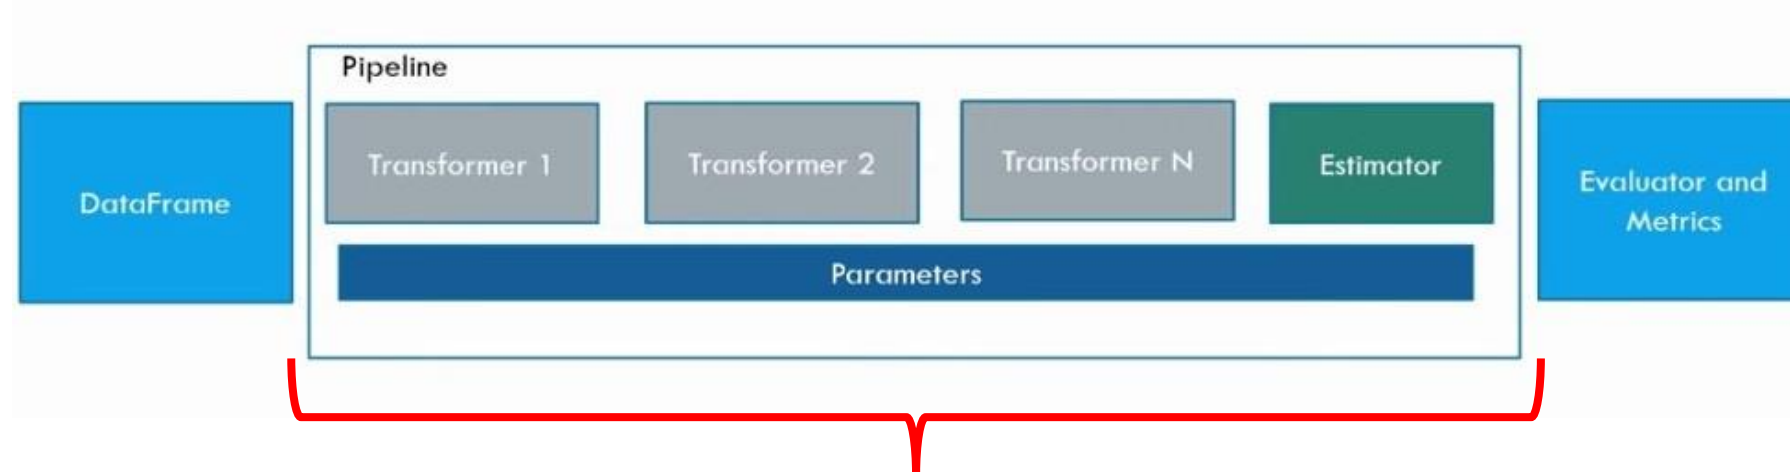 Pipeline
DataFrame
Transformer 1
Transformer 2
Transformer N
Estimator
Parameters
Evaluator and
Metrics